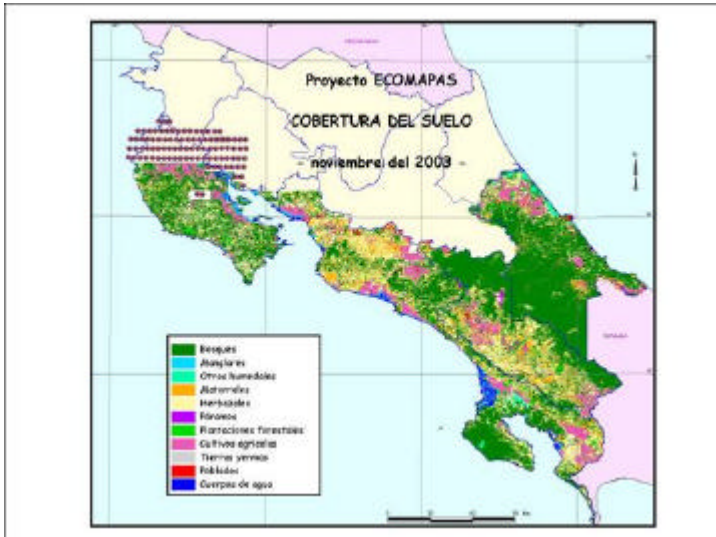 Proyecto ECOMAPAS
COBERTURA DEL SUELO
- noviembre del 2003 -
Bosques
Manglares
Otros humedales
Matorrales
Herbazales
Páramos
Plantaciones forestales
Cultivos agrícolas
Tierras yermas
Poblados
Cuerpos de agua